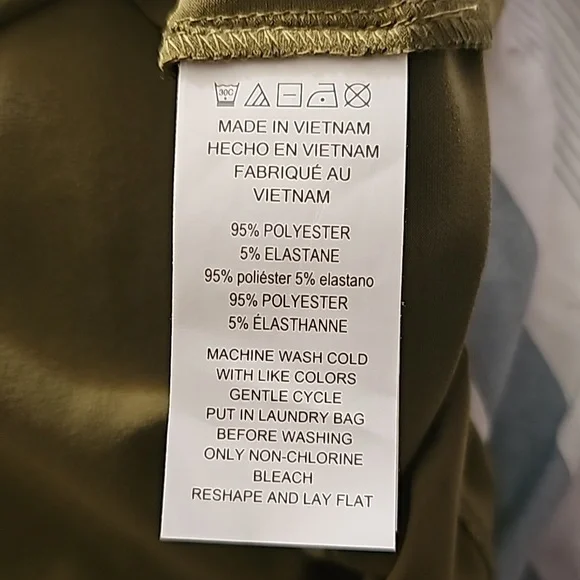 30C
MADE IN VIETNAM
HECHO EN VIETNAM
FABRIQUÉ AU
VIETNAM
95% POLYESTER
5% ELASTANE
95% poliéster 5% elastano
95% POLYESTER
5% ÉLASTHANNE
MACHINE WASH COLD
WITH LIKE COLORS
GENTLE CYCLE
PUT IN LAUNDRY BAG
BEFORE WASHING
ONLY NON-CHLORINE
BLEACH
RESHAPE AND LAY FLAT